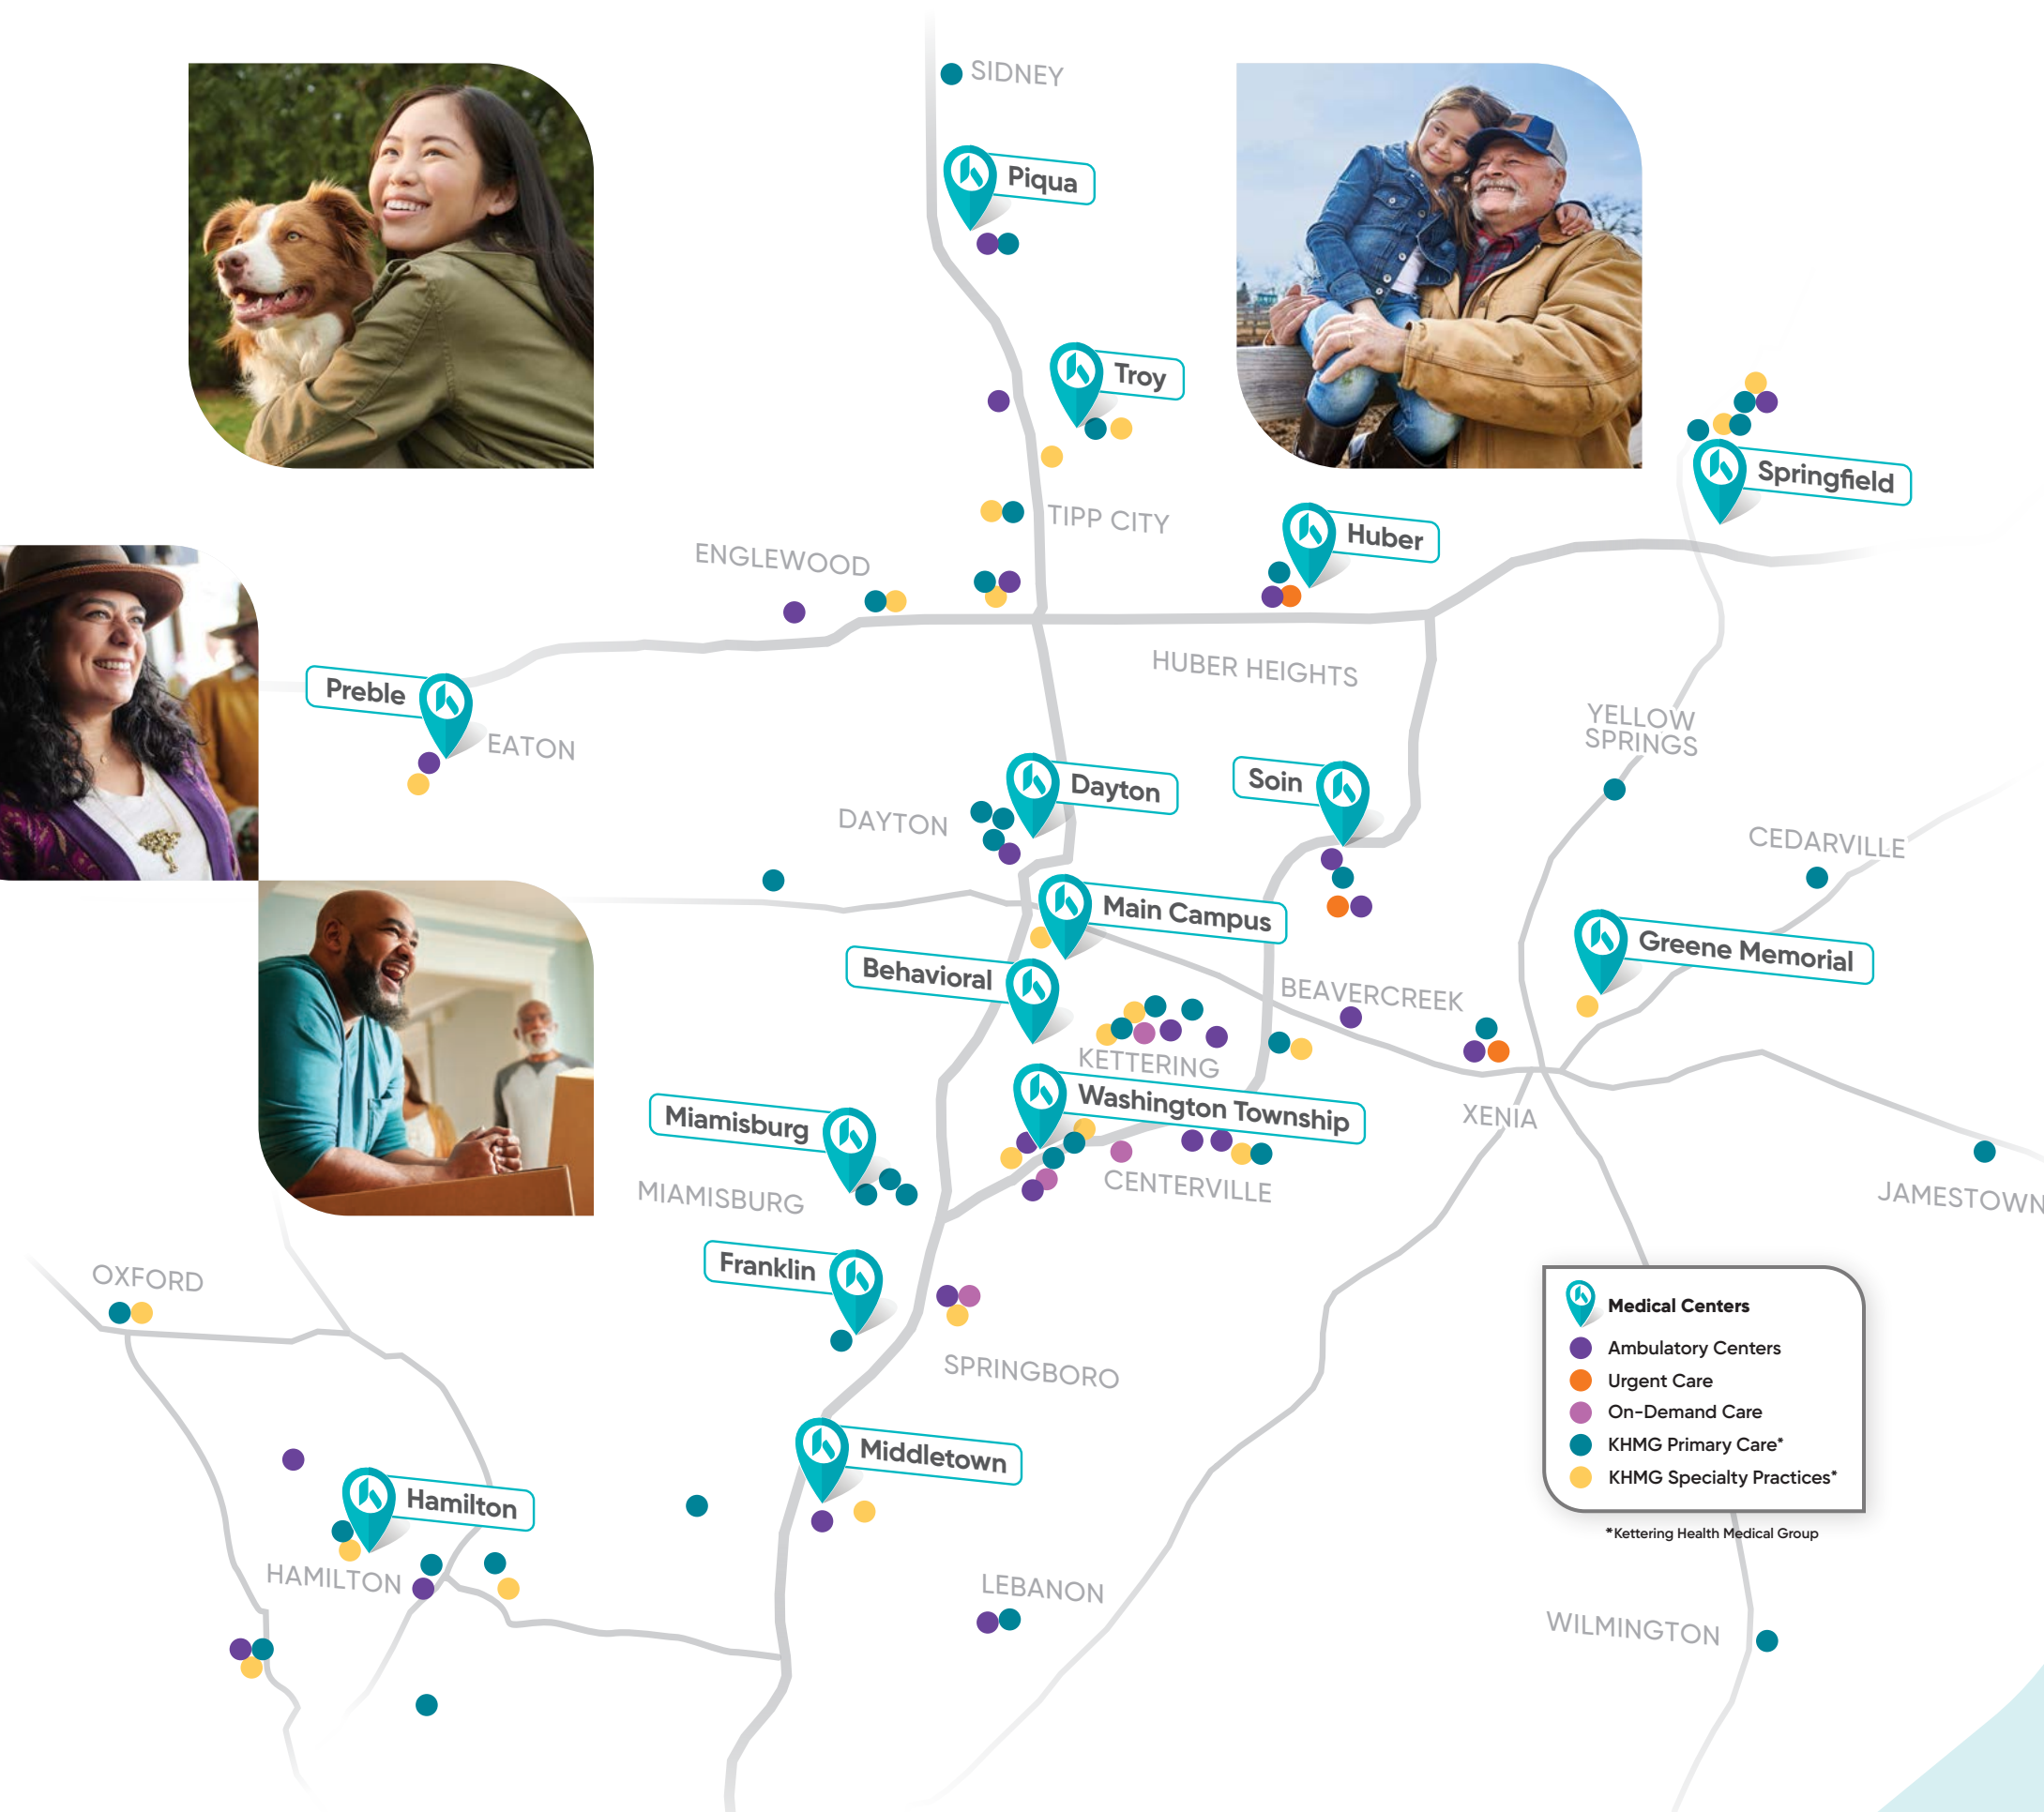 SIDNEY
Piqua
Troy
Springfield
TIPP CITY
Huber
ENGLEWOOD
HUBER HEIGHTS
Preble
EATON
YELLOW
SPRINGS
Dayton
Soin
DAYTON
CEDARVILLE
Main Campus
Greene Memorial
Behavioral
BEAVERCREEK
KETTERING
Washington Township
Miamisburg
XENIA
MIAMISBURG
CENTERVILLE
JAMESTOWN
Franklin
OXFORD
SPRINGBORO
Medical Centers
Ambulatory Centers
Urgent Care
On-Demand Care
KHMG Primary Care*
KHMG Specialty Practices*
*Kettering Health Medical Group
Middletown
Hamilton
HAMILTON
LEBANON
WILMINGTON